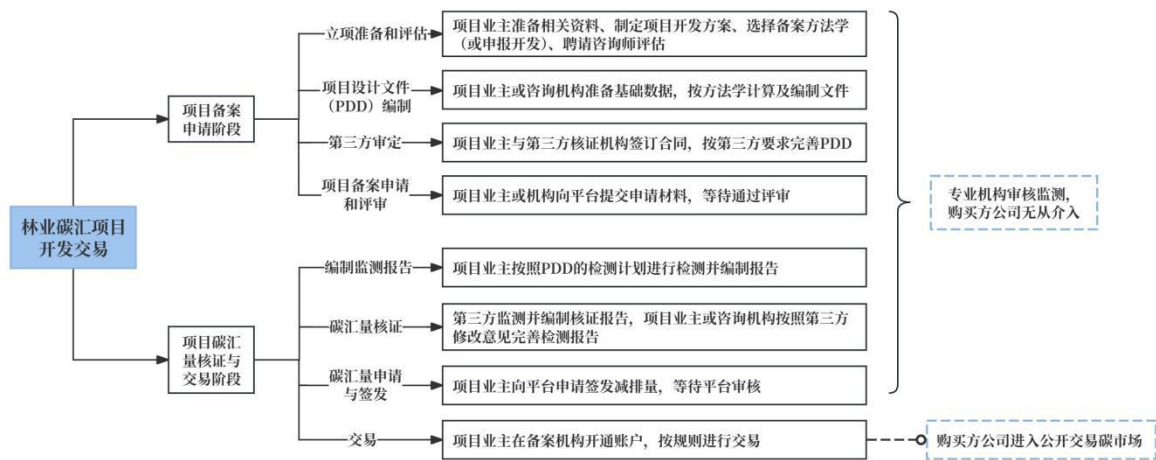 林业碳汇项目
开发交易
项目备案
申请阶段
立项准备和评估
项目业主准备相关资料、制定项目开发方案、选择备案方法学
（或申报开发）、聘请咨询师评估
项目设计文件
（PDD）编制
项目业主或咨询机构准备基础数据，按方法学计算及编制文件
第三方审定
项目业主与第三方核证机构签订合同，按第三方要求完善PDD
项目备案申请
和评审
项目业主或机构向平台提交申请材料，等待通过评审
项目碳汇
量核证与
交易阶段
编制监测报告
项目业主按照PDD的检测计划进行检测并编制报告
碳汇量核证
第三方监测并编制核证报告，项目业主或咨询机构按照第三方
修改意见完善检测报告
碳汇量申请
与签发
项目业主向平台申请签发减排量，等待平台审核
交易
项目业主在备案机构开通账户，按规则进行交易
专业机构审核监测，
购买方公司无从介入
购买方公司进入公开交易碳市场